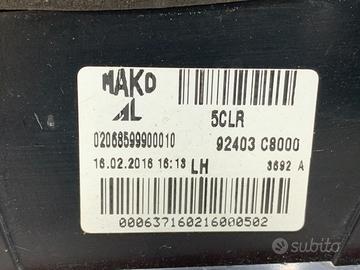 MAKO
AL
5CLR
02068599900010
92403 C8000
16.02.2016 16:13
LH
3692 A
000637160216000502
subito